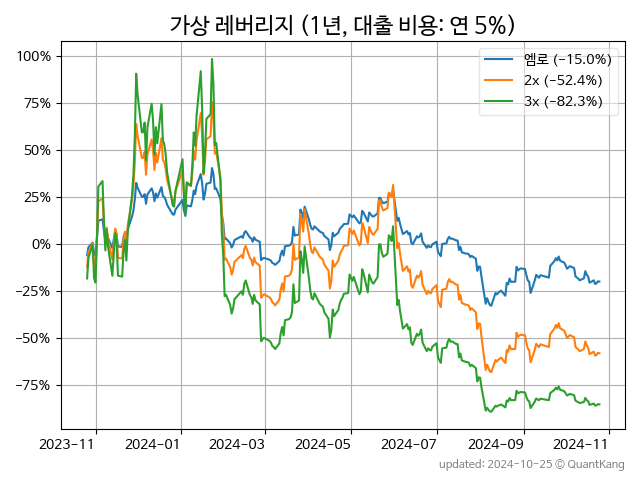 가상 레버리지 (1년, 대출 비용: 연 5%)
엠로 (−15.0%)
2x (−52.4%)
3x (−82.3%)
100%
75%
50%
25%
0%
−25%
−50%
−75%
2023-11 2024-01 2024-03 2024-05 2024-07 2024-09 2024-11
updated: 2024-10-25 © QuantKang